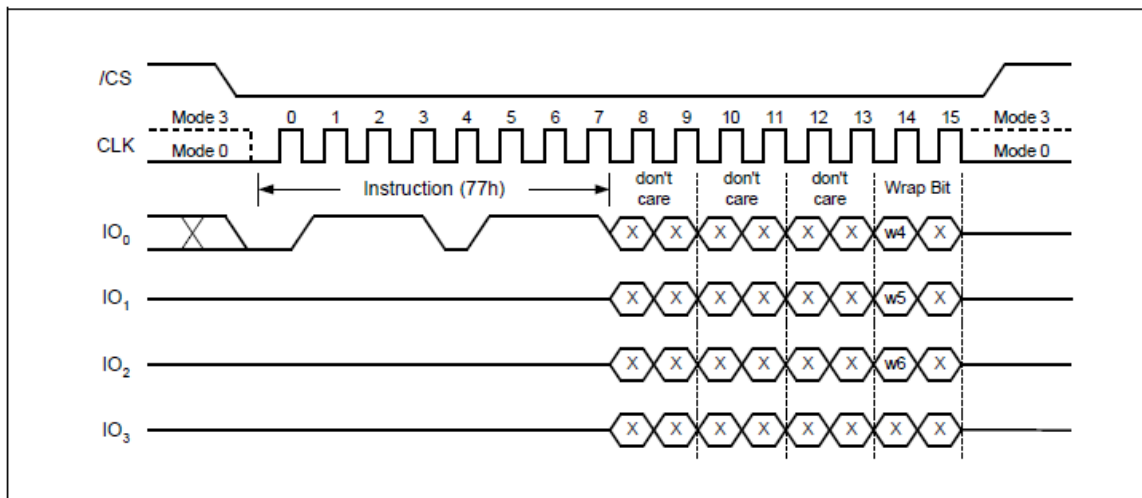 /CS
Mode 3 0 1 2 3 4 5 6 7 8 9 10 11 12 13 14 15 Mode 3
CLK
Mode 0 Mode 0
Instruction (77h) don't care don't care don't care Wrap Bit
IO0 X X X X X X w4 X
IO1 X X X X X X w5 X
IO2 X X X X X X w6 X
IO3 X X X X X X X X